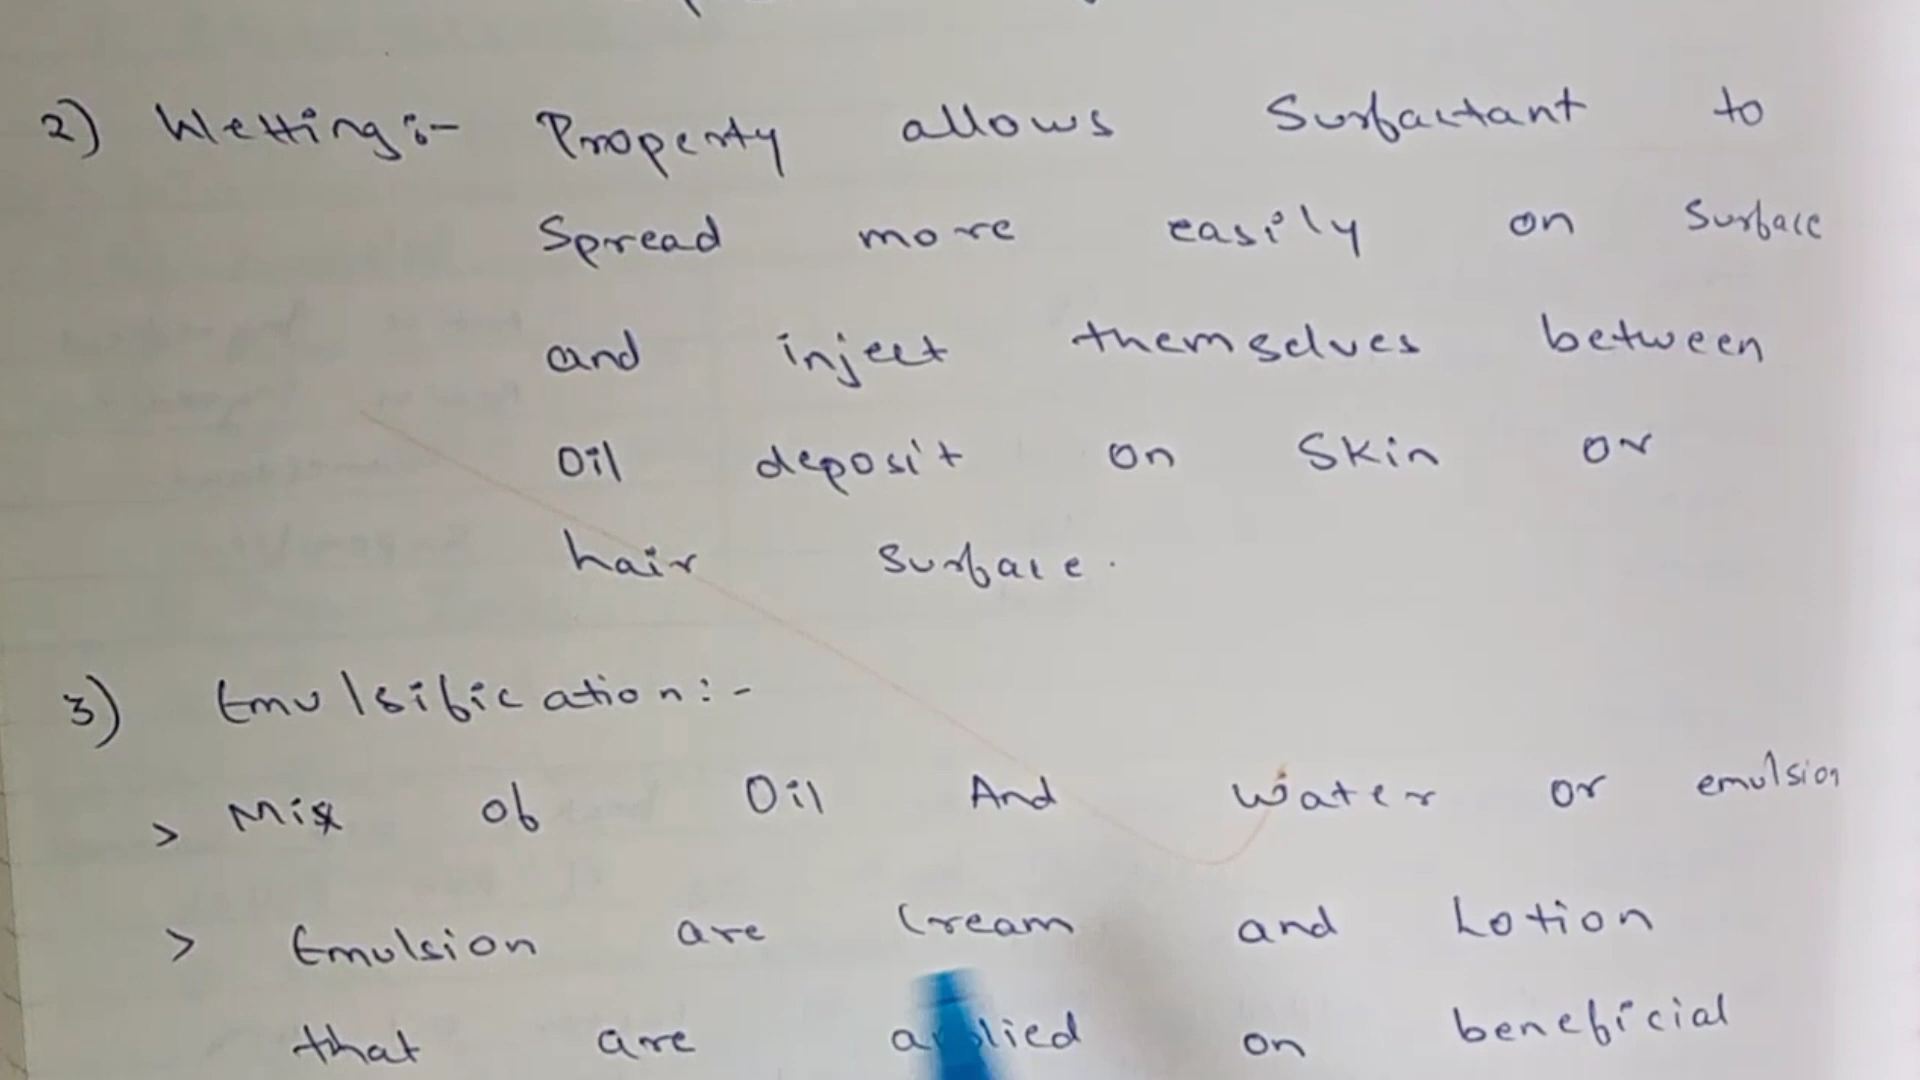 2) Wetting:- Property allows Surfactant to
Spread more easily on Surface
and inject themselves between
Oil deposit on Skin or
hair Surface.
3) Emulsification:-
> Mix of Oil And Water or emulsion
> Emulsion are Cream and Lotion
that are applied on beneficial